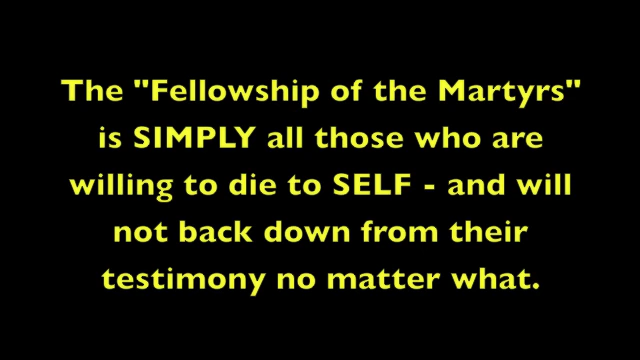 The "Fellowship of the Martyrs"
is SIMPLY all those who are
willing to die to SELF - and will
not back down from their
testimony no matter what.